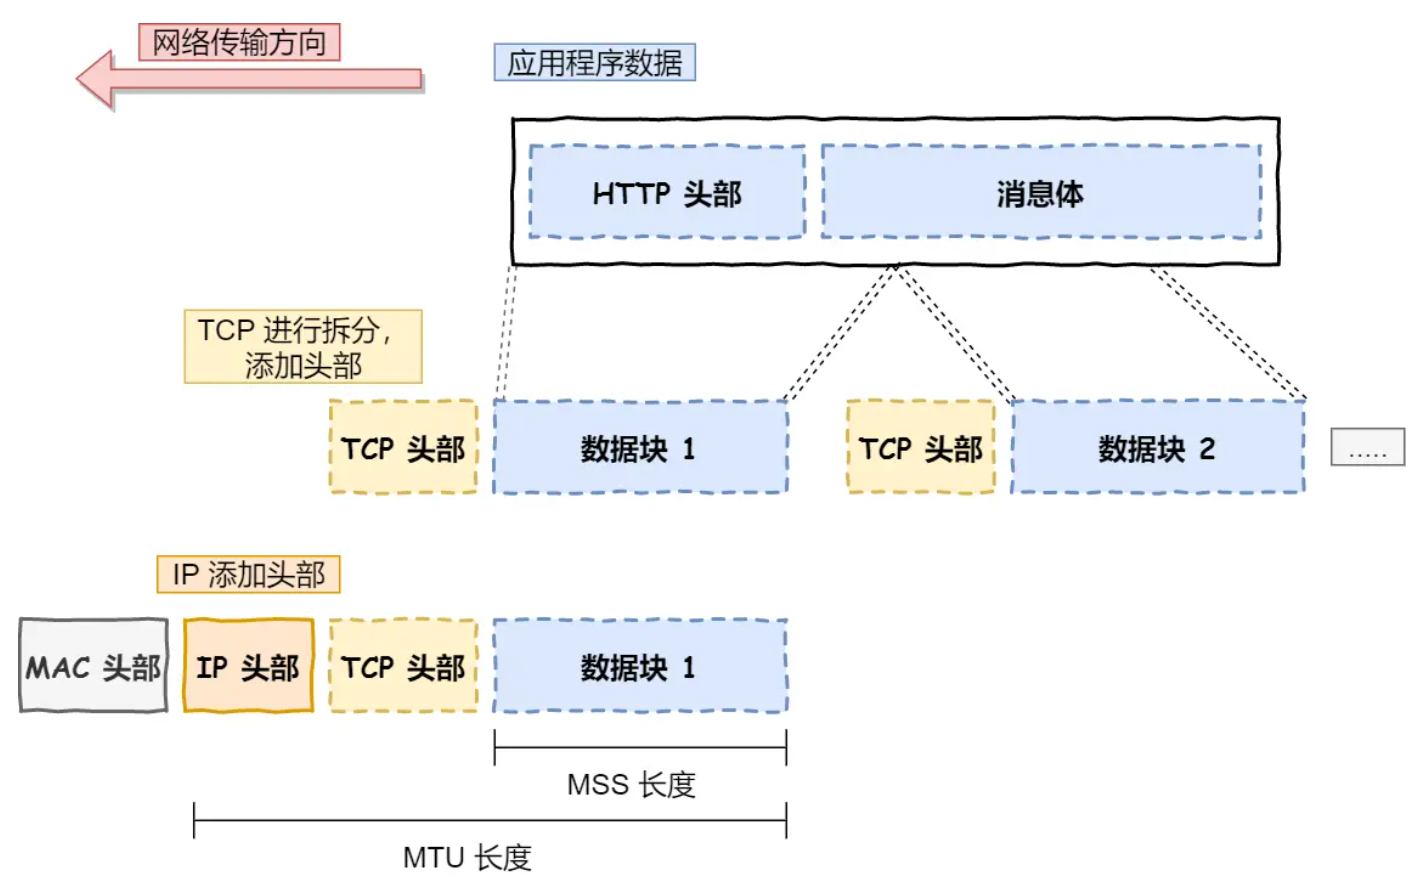 网络传输方向
应用程序数据
HTTP 头部
消息体
TCP 进行拆分，
添加头部
TCP 头部
数据块 1
TCP 头部
数据块 2
.....
IP 添加头部
MAC 头部
IP 头部
TCP 头部
数据块 1
MSS 长度
MTU 长度